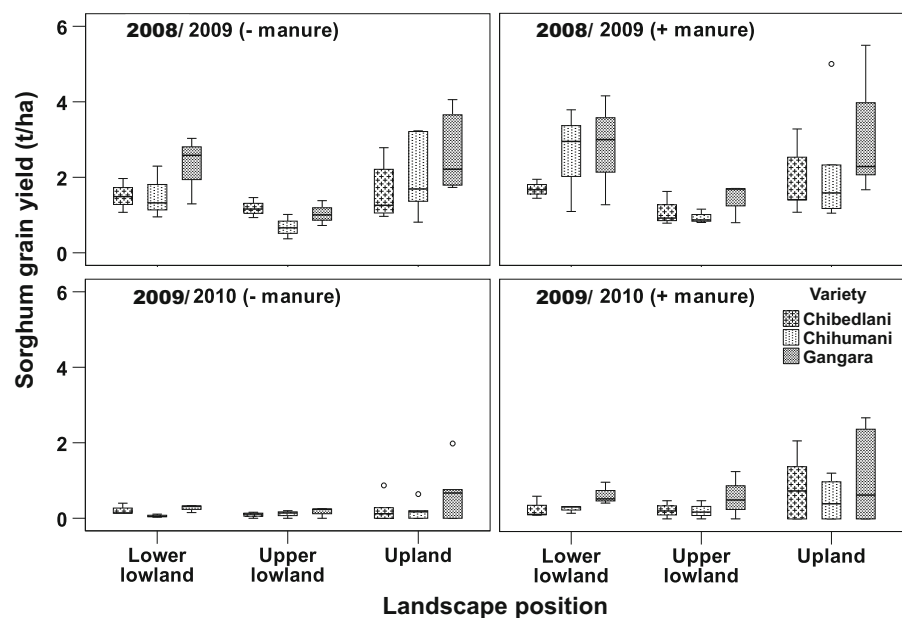 Sorghum grain yield (t/ha)
2008/ 2009 (- manure)
2008/ 2009 (+ manure)
6
4
2
0
2009/ 2010 (- manure)
2009/ 2010 (+ manure)
Variety
Chibedlani
Chihumani
Gangara
6
4
2
0
Lower
lowland
Upper
lowland
Upland
Lower
lowland
Upper
lowland
Upland
Landscape position